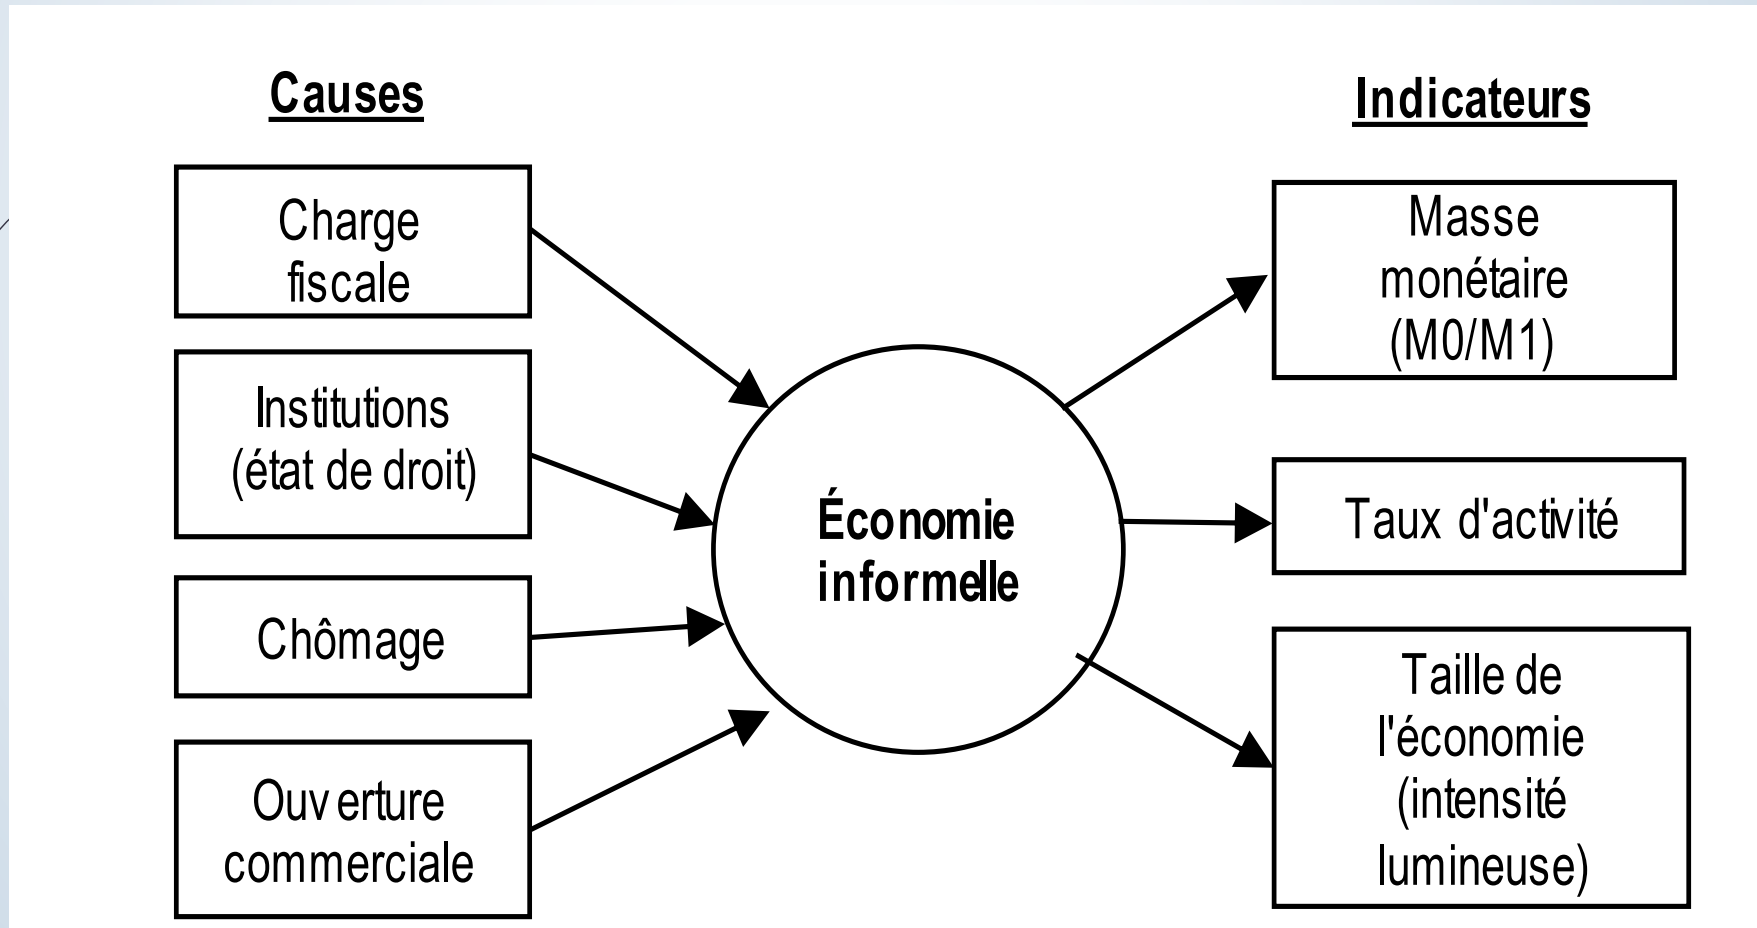 Causes
Charge
fiscale
Institutions
(état de droit)
Chômage
Ouverture
commerciale
Économie
informelle
Indicateurs
Masse
monétaire
(M0/M1)
Taux d'activité
Taille de
l'économie
(intensité
lumineuse)